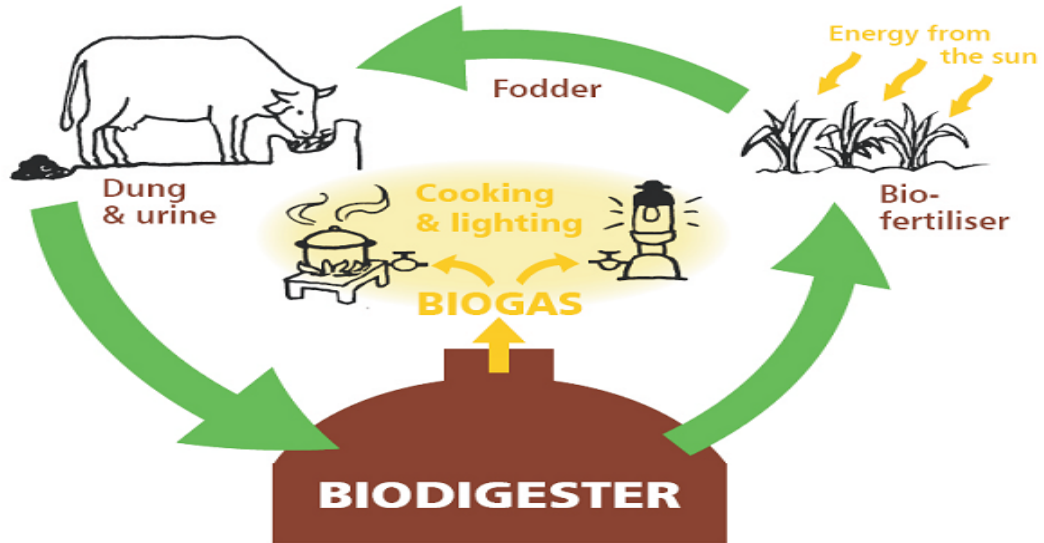 Energy from
the sun
Fodder
Dung
& urine
Cooking
& lighting
Bio-
fertiliser
BIOGAS
BIODIGESTER